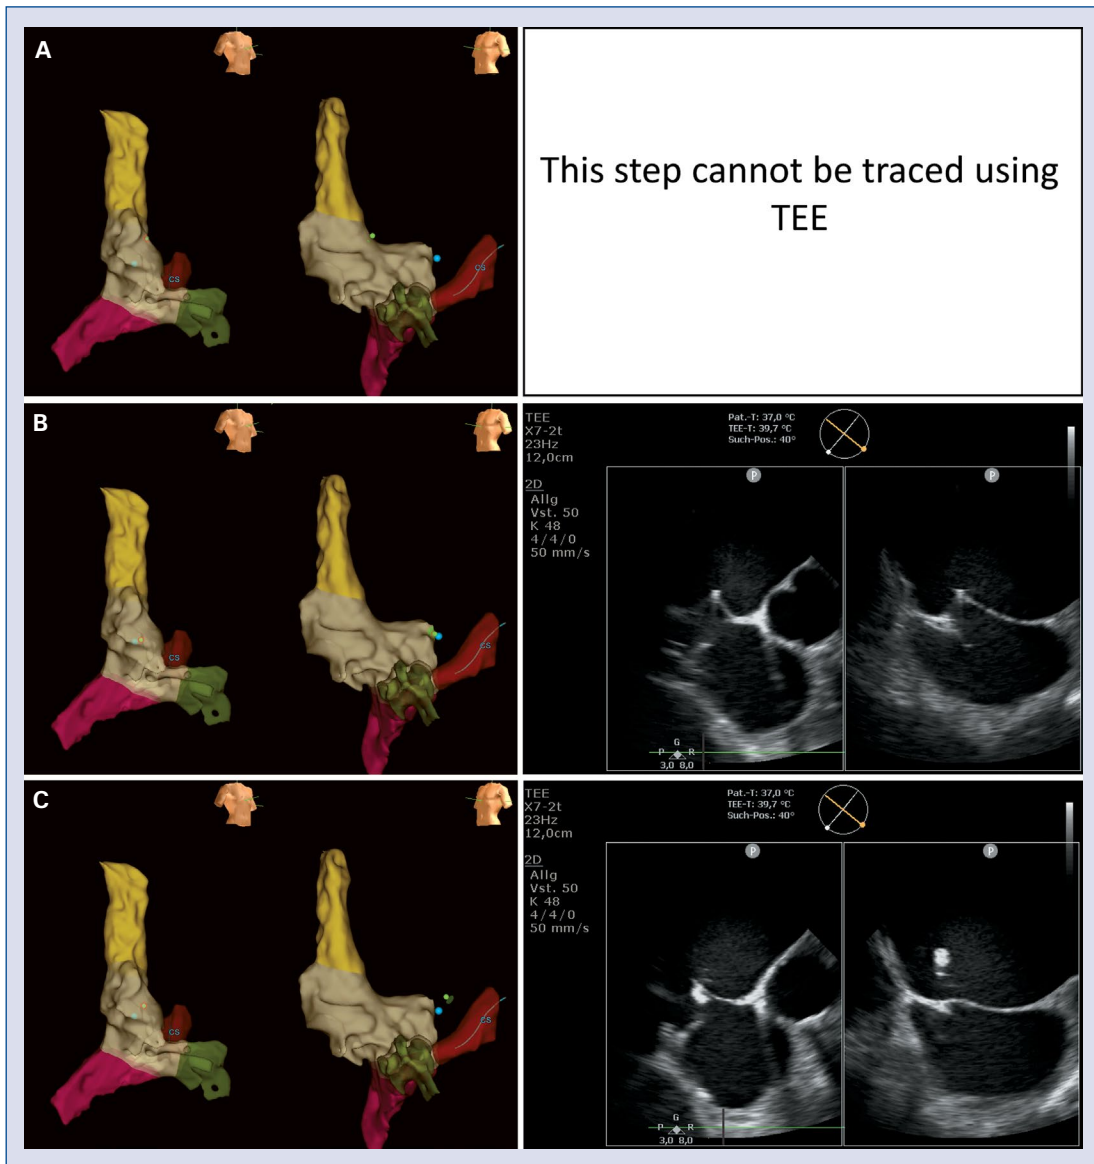 A
CS
CS
This step cannot be traced using
TEE
B
CS
CS
TEE
X7-2t
23Hz
12,0cm
2D
Allg
Vst. 50
K 48
4/4/0
50 mm/s
Pat.-T: 37,0 °C
TEE-T: 39,7 °C
Such-Pos.: 40°
P
P
G
P R
3,0 8,0
C
CS
CS
TEE
X7-2t
23Hz
12,0cm
2D
Allg
Vst. 50
K 48
4/4/0
50 mm/s
Pat.-T: 37,0 °C
TEE-T: 39,7 °C
Such-Pos.: 40°
P
P
G
P R
3,0 8,0